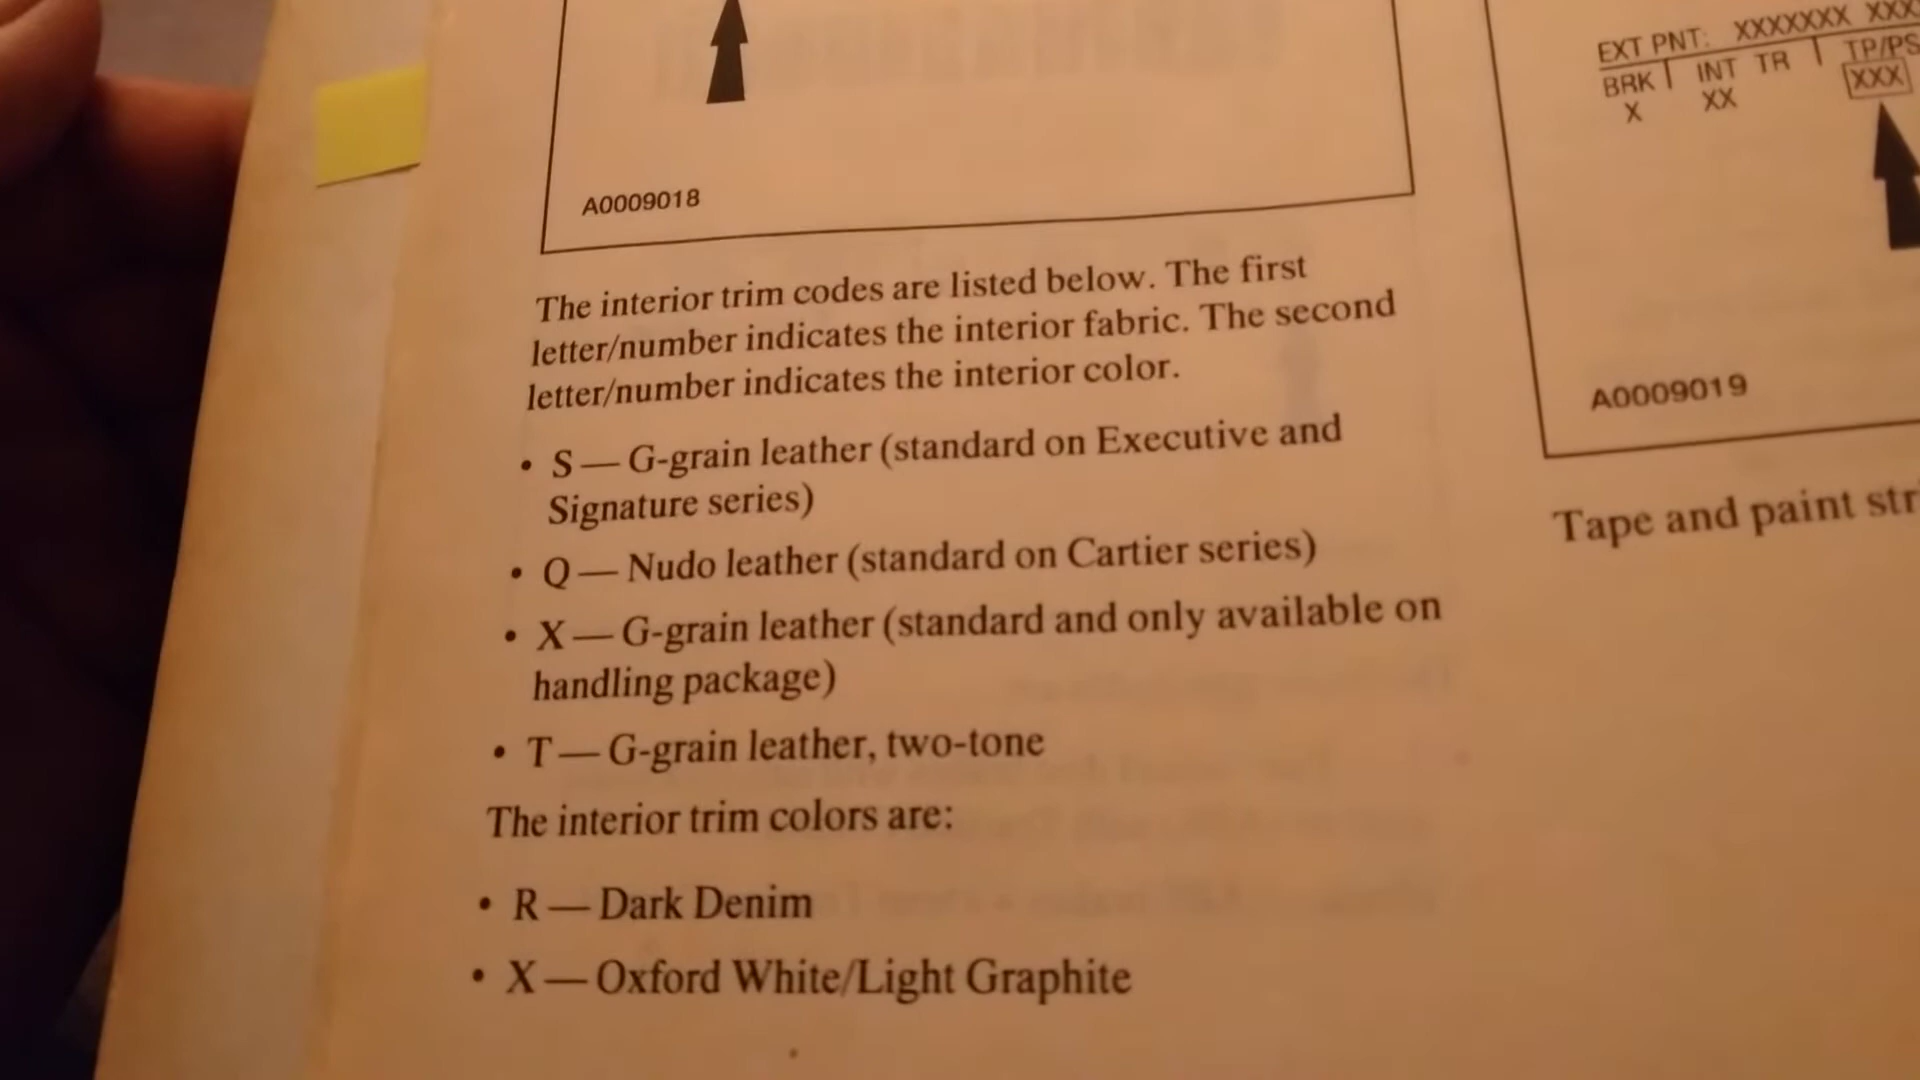 A0009018
The interior trim codes are listed below. The first
letter/number indicates the interior fabric. The second
letter/number indicates the interior color.
• S — G-grain leather (standard on Executive and
Signature series)
• Q — Nudo leather (standard on Cartier series)
• X — G-grain leather (standard and only available on
handling package)
• T — G-grain leather, two-tone
The interior trim colors are:
• R — Dark Denim
• X — Oxford White/Light Graphite
EXT PNT: XXXXXXX XXX
BRK INT TR TP/PS
X XX XXX
A0009019
Tape and paint str